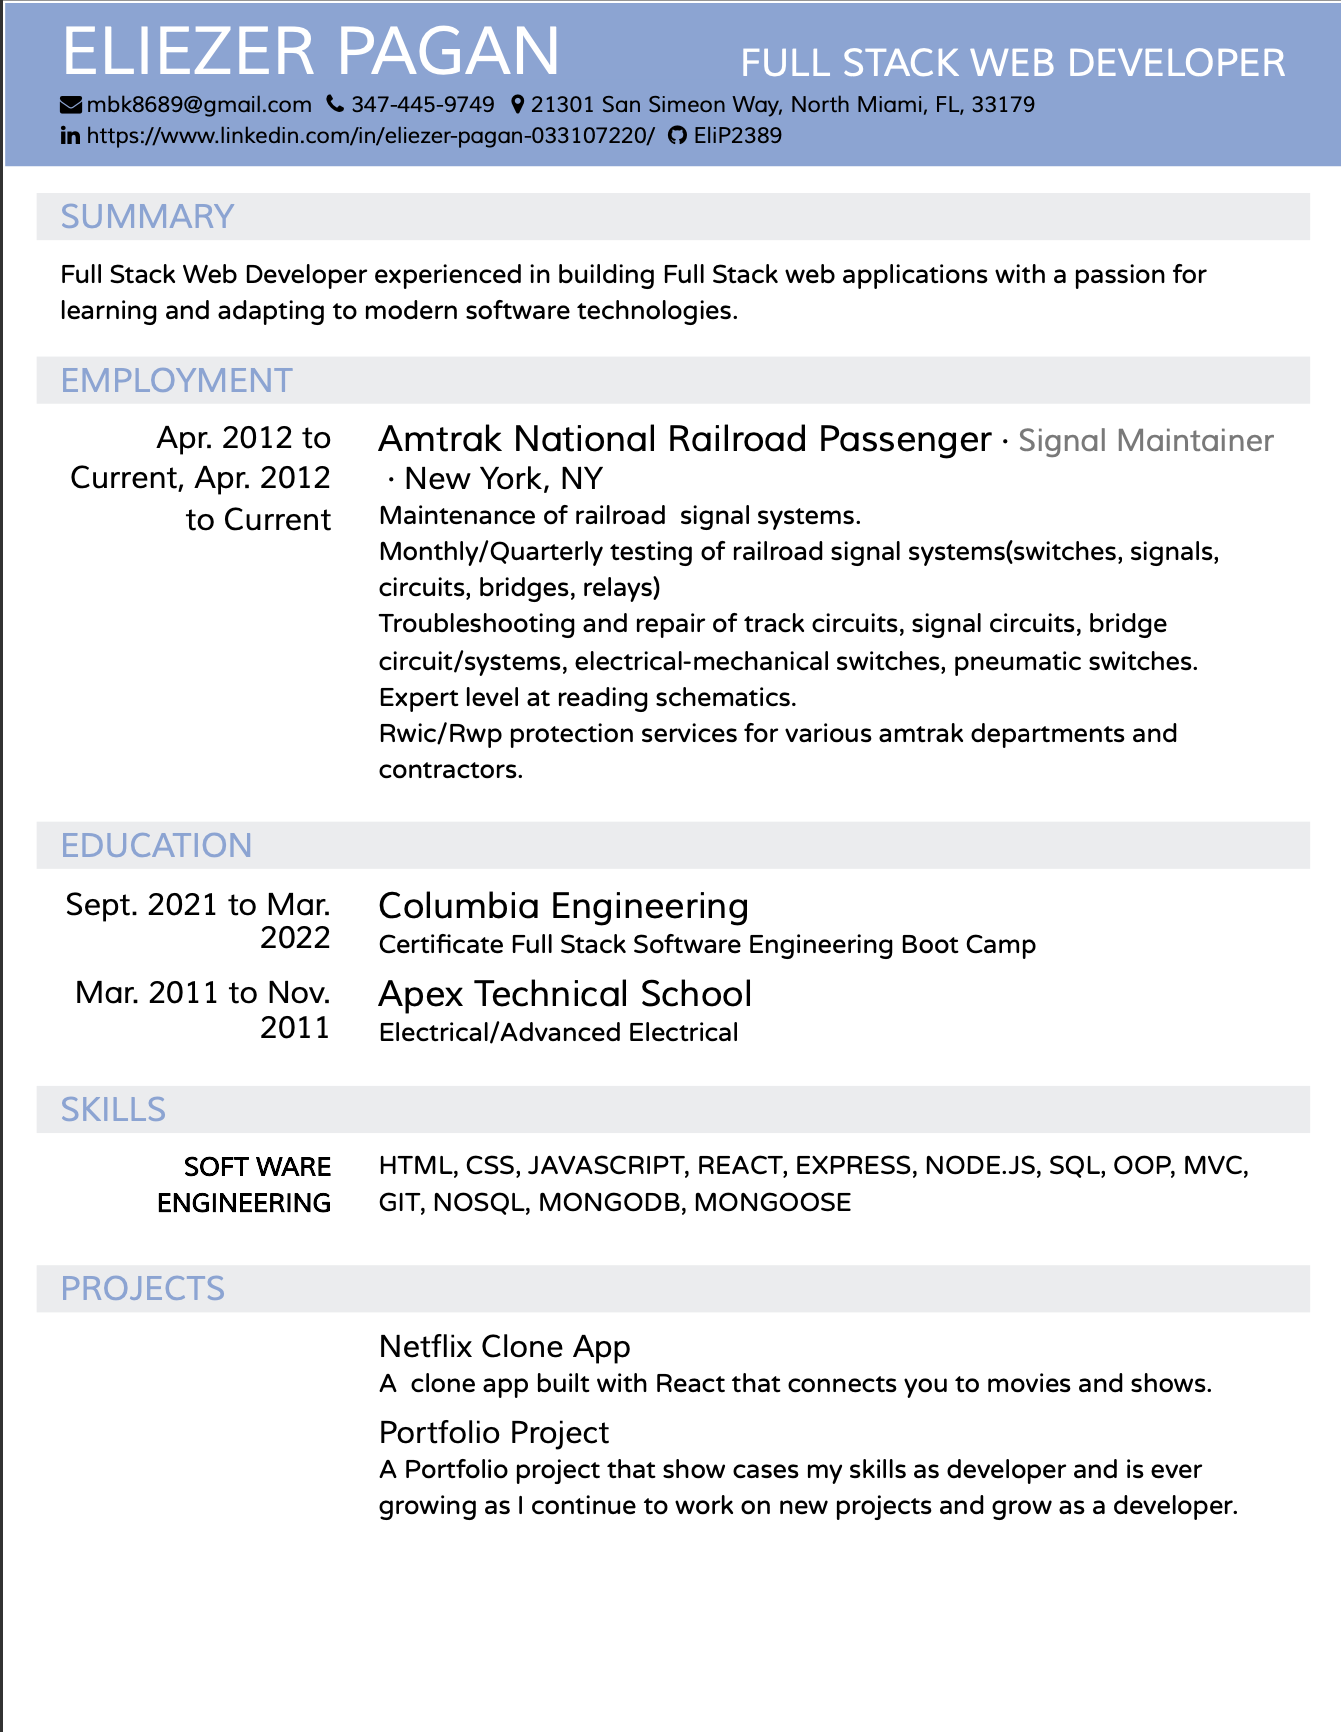 ELIEZER PAGAN
FULL STACK WEB DEVELOPER
mbk8689@gmail.com 347-445-9749 21301 San Simeon Way, North Miami, FL, 33179
https://www.linkedin.com/in/eliezer-pagan-033107220/ EliP2389
SUMMARY
Full Stack Web Developer experienced in building Full Stack web applications with a passion for
learning and adapting to modern software technologies.
EMPLOYMENT
Apr. 2012 to
Current, Apr. 2012
to Current
Amtrak National Railroad Passenger · Signal Maintainer
· New York, NY
Maintenance of railroad  signal systems.
Monthly/Quarterly testing of railroad signal systems(switches, signals,
circuits, bridges, relays)
Troubleshooting and repair of track circuits, signal circuits, bridge
circuit/systems, electrical-mechanical switches, pneumatic switches.
Expert level at reading schematics.
Rwic/Rwp protection services for various amtrak departments and
contractors.
EDUCATION
Sept. 2021 to Mar.
2022
Columbia Engineering
Certificate Full Stack Software Engineering Boot Camp
Mar. 2011 to Nov.
2011
Apex Technical School
Electrical/Advanced Electrical
SKILLS
SOFT WARE
ENGINEERING
HTML, CSS, JAVASCRIPT, REACT, EXPRESS, NODE.JS, SQL, OOP, MVC,
GIT, NOSQL, MONGODB, MONGOOSE
PROJECTS
Netflix Clone App
A  clone app built with React that connects you to movies and shows.
Portfolio Project
A Portfolio project that show cases my skills as developer and is ever
growing as I continue to work on new projects and grow as a developer.